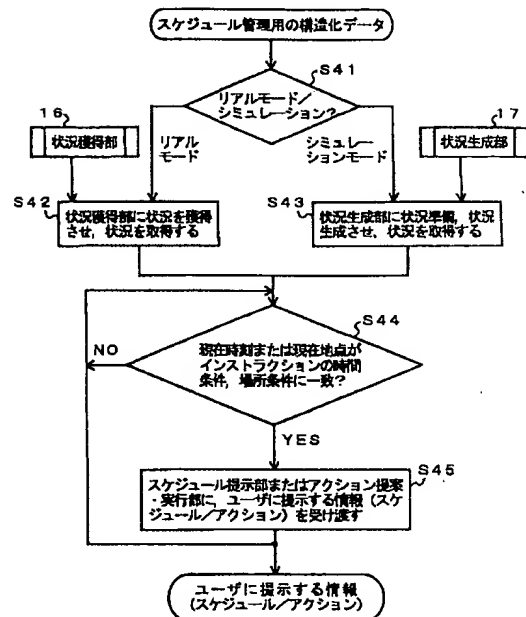 スケジュール管理用の構造化データ
S41
リアルモード/
シミュレーション?
16
状況獲得部
リアル
モード
シミュレー
ションモード
17
状況生成部
S42
状況獲得部に状況を獲得
させ,状況を取得する
S43
状況生成部に状況準備,状況
生成させ、状況を取得する
S44
NO
現在時刻または現在地点が
インストラクションの時間
条件,場所条件に一致?
YES
S45
スケジュール提示部またはアクション提案
・実行部に,ユーザに提示する情報(スケ
ジュール/アクション)を受け渡す
ユーザに提示する情報
(スケジュール/アクション)